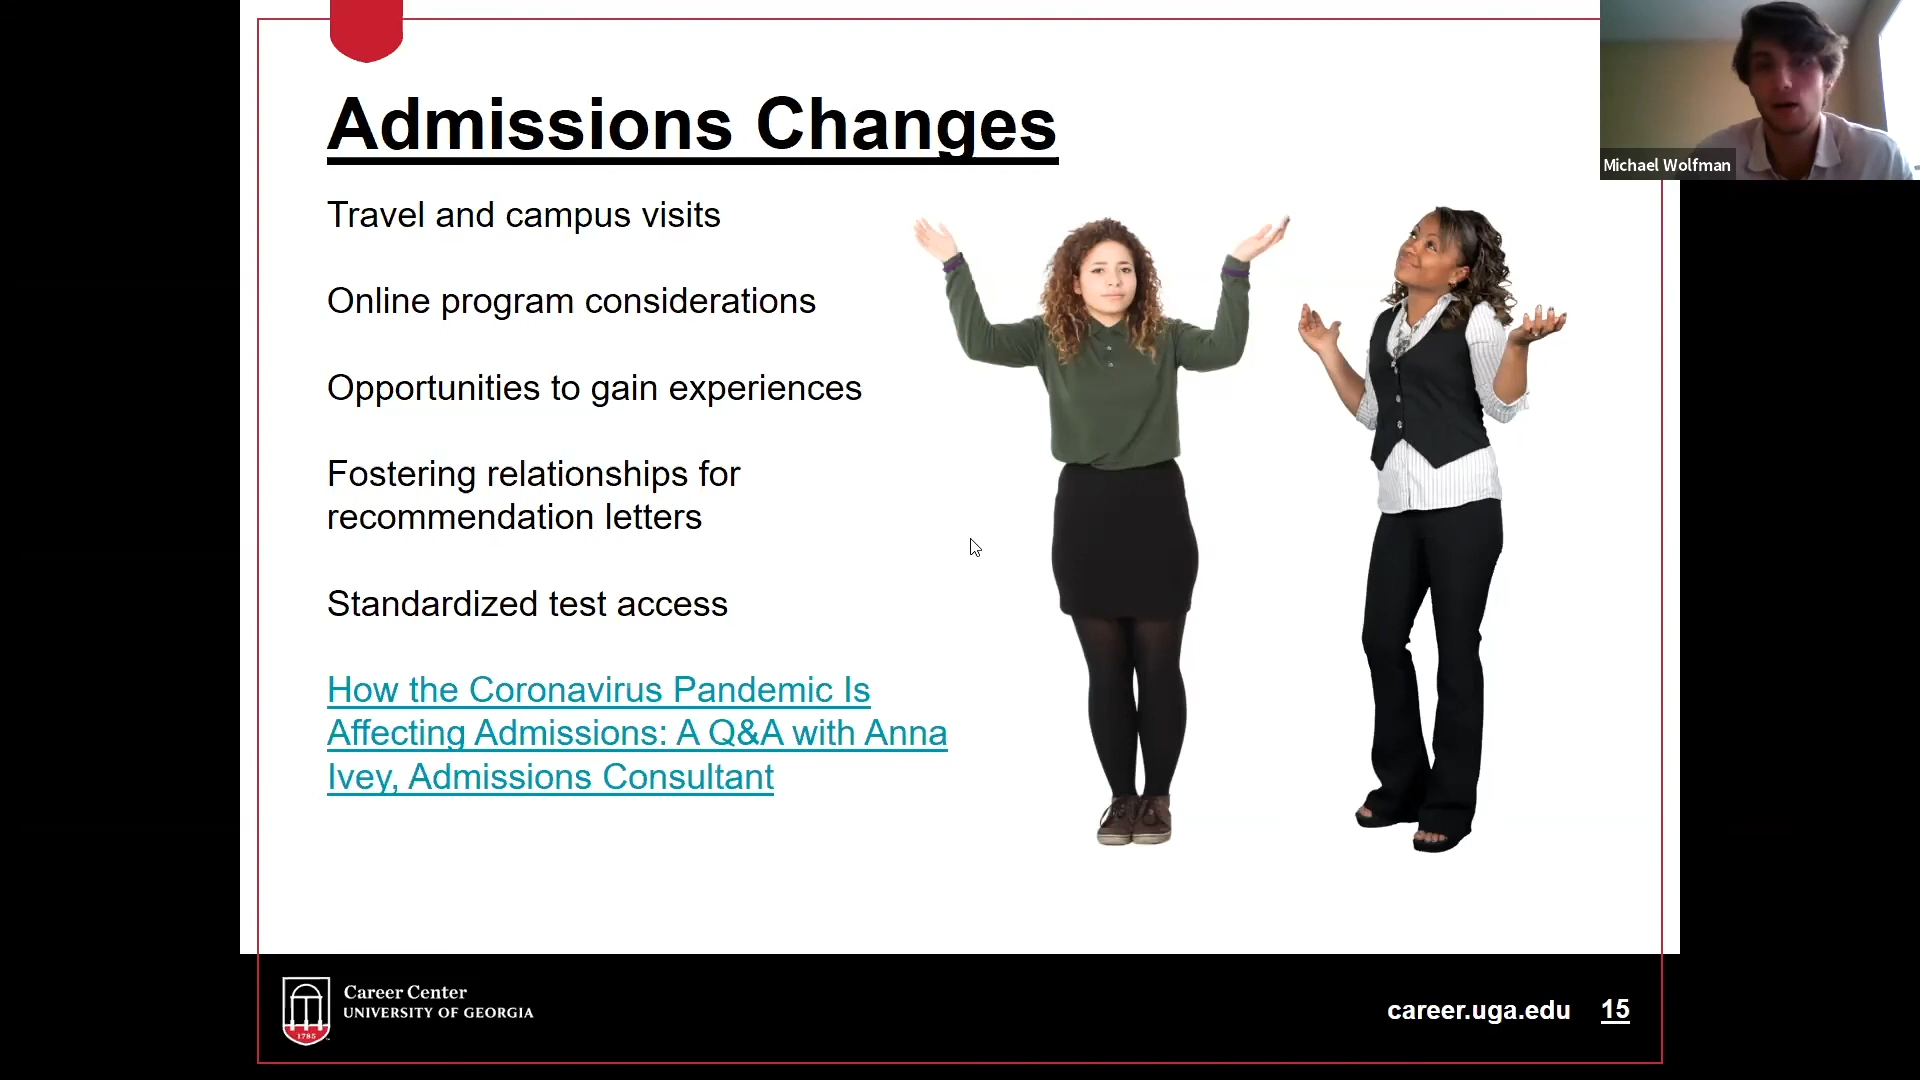 Admissions Changes
Michael Wolfman
Travel and campus visits
Online program considerations
Opportunities to gain experiences
Fostering relationships for
recommendation letters
Standardized test access
How the Coronavirus Pandemic Is
Affecting Admissions: A Q&A with Anna
Ivey, Admissions Consultant
Career Center
UNIVERSITY OF GEORGIA
1785
career.uga.edu 15